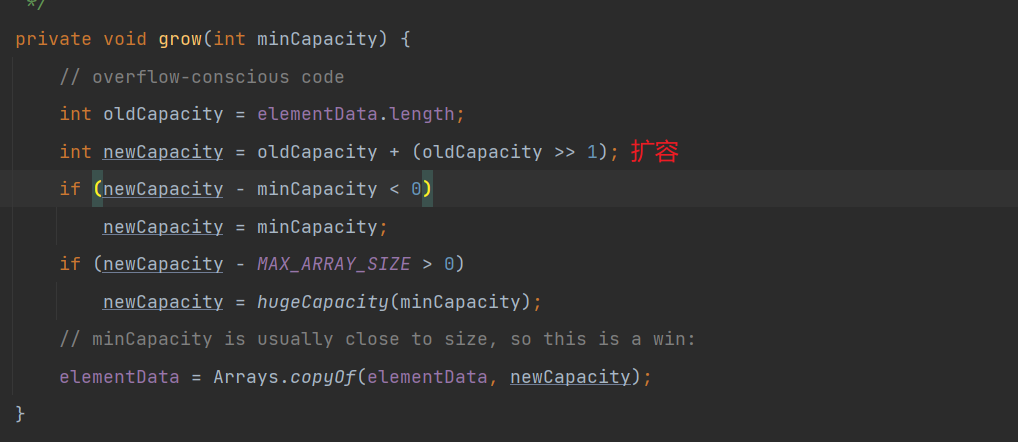 */
private void grow(int minCapacity) {
// overflow-conscious code
int oldCapacity = elementData.length;
int newCapacity = oldCapacity + (oldCapacity >> 1); 扩容
if (newCapacity - minCapacity < 0)
newCapacity = minCapacity;
if (newCapacity - MAX_ARRAY_SIZE > 0)
newCapacity = hugeCapacity(minCapacity);
// minCapacity is usually close to size, so this is a win:
elementData = Arrays.copyOf(elementData, newCapacity);
}